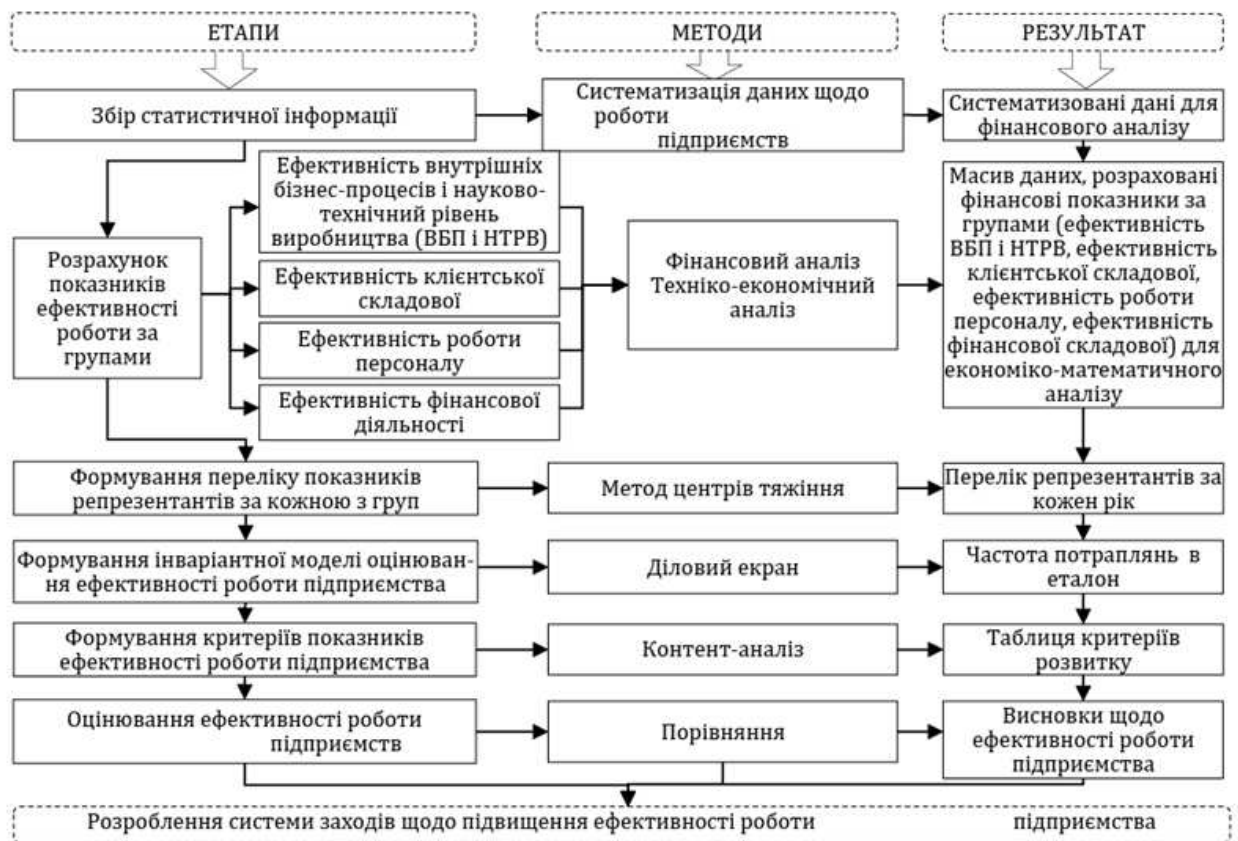 ЕТАПИ
МЕТОДИ
РЕЗУЛЬТАТ
Збір статистичної інформації
Систематизація даних щодо
роботи
підприємств
Систематизовані дані для
фінансового аналізу
Розрахунок
показників
ефективності
роботи за
групами
Ефективність внутрішніх
бізнес-процесів і науково-
технічний рівень
виробництва (ВБП і НТРВ)
Ефективність клієнтської
складової
Ефективність роботи
персоналу
Ефективність фінансової
діяльності
Фінансовий аналіз
Техніко-економічний
аналіз
Масив даних, розраховані
фінансові показники за
групами (ефективність
ВБП і НТРВ, ефективність
клієнтської складової,
ефективність роботи
персоналу, ефективність
фінансової складової) для
економіко-математичного
аналізу
Формування переліку показників
репрезентантів за кожною з груп
Метод центрів тяжіння
Перелік репрезентантів за
кожен рік
Формування інваріантної моделі оцінюван-
ня ефективності роботи підприємства
Діловий екран
Частота потраплянь в
еталон
Формування критеріїв показників
ефективності роботи підприємства
Контент-аналіз
Таблиця критеріїв
розвитку
Оцінювання ефективності роботи
підприємств
Порівняння
Висновки щодо
ефективності роботи
підприємства
Розроблення системи заходів щодо підвищення ефективності роботи підприємства